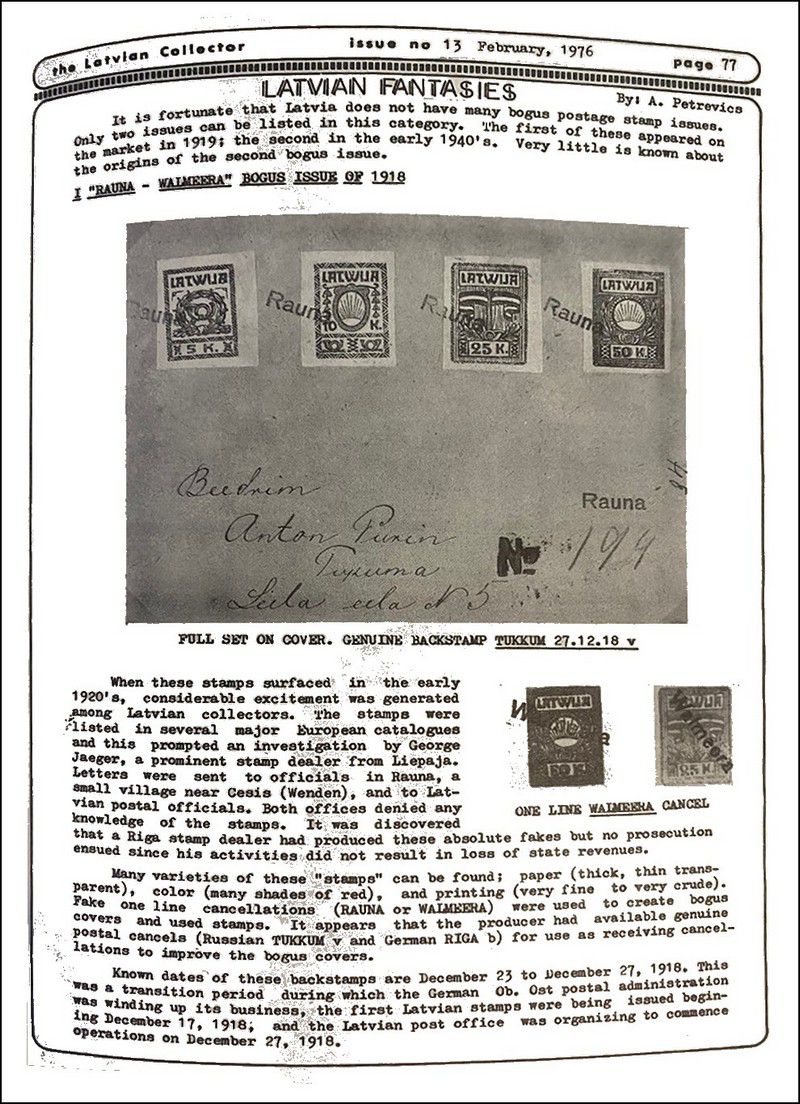 the Latvian Collector
issue no 13 February, 1976
page 77
LATVIAN FANTASIES
By: A. Petrevics
It is fortunate that Latvia does not have many bogus postage stamp issues.
Only two issues can be listed in this category. The first of these appeared on
the market in 1919; the second in the early 1940's. Very little is known about
the origins of the second bogus issue.
I "RAUNA - WALMEERA" BOGUS ISSUE OF 1918
LATWIJA
5 K.
Rauna
LATWIJA
10 K.
Rauna
LATWIJA
25 K.
Rauna
LATWIJA
50 K.
Rauna
Beedrim
Anton Purin
Tukuma
Leela eela N 5
Rauna
No 194
FULL SET ON COVER. GENUINE BACKSTAMP TUKKUM 27.12.18 v
When these stamps surfaced in the early
1920's, considerable excitement was generated
among Latvian collectors. The stamps were
listed in several major European catalogues
and this prompted an investigation by George
Jaeger, a prominent stamp dealer from Liepaja.
Letters were sent to officials in Rauna, a
small village near Cesis (Wenden), and to Lat-
vian postal officials. Both offices denied any
knowledge of the stamps. It was discovered
that a Riga stamp dealer had produced these absolute fakes but no prosecution
ensued since his activities did not result in loss of state revenues.
LATWIJA
50 K.
LATWIJA
25 K.
Walmeera
ONE LINE WALMEERA CANCEL
Many varieties of these "stamps" can be found; paper (thick, thin trans-
parent), color (many shades of red), and printing (very fine to very crude).
Fake one line cancellations (RAUNA or WALMEERA) were used to create bogus
covers and used stamps. It appears that the producer had available genuine
postal cancels (Russian TUKKUM v and German RIGA b) for use as receiving cancel-
lations to improve the bogus covers.
Known dates of these backstamps are December 23 to December 27, 1918. This
was a transition period during which the German Ob. Ost postal administration
was winding up its business, the first Latvian stamps were being issued begin-
ing December 17, 1918; and the Latvian post office was organizing to commence
operations on December 27, 1918.